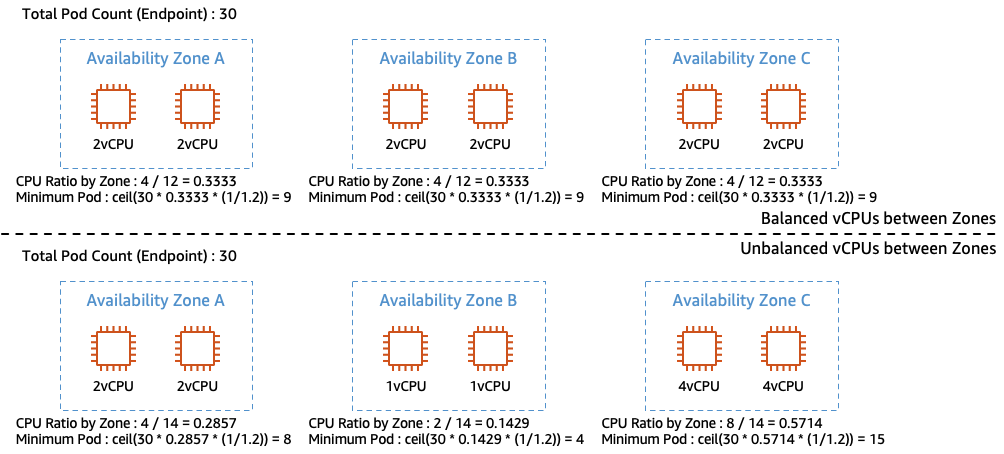 Total Pod Count (Endpoint) : 30
Availability Zone A
Availability Zone B
Availability Zone C
2vCPU
2vCPU
2vCPU
2vCPU
2vCPU
2vCPU
CPU Ratio by Zone : 4 / 12 = 0.3333
Minimum Pod : ceil(30 * 0.3333 * (1/1.2)) = 9
CPU Ratio by Zone : 4 / 12 = 0.3333
Minimum Pod : ceil(30 * 0.3333 * (1/1.2)) = 9
CPU Ratio by Zone : 4 / 12 = 0.3333
Minimum Pod : ceil(30 * 0.3333 * (1/1.2)) = 9
Balanced vCPUs between Zones
Unbalanced vCPUs between Zones
Total Pod Count (Endpoint) : 30
Availability Zone A
Availability Zone B
Availability Zone C
2vCPU
2vCPU
1vCPU
1vCPU
4vCPU
4vCPU
CPU Ratio by Zone : 4 / 14 = 0.2857
Minimum Pod : ceil(30 * 0.2857 * (1/1.2)) = 8
CPU Ratio by Zone : 2 / 14 = 0.1429
Minimum Pod : ceil(30 * 0.1429 * (1/1.2)) = 4
CPU Ratio by Zone : 8 / 14 = 0.5714
Minimum Pod : ceil(30 * 0.5714 * (1/1.2)) = 15